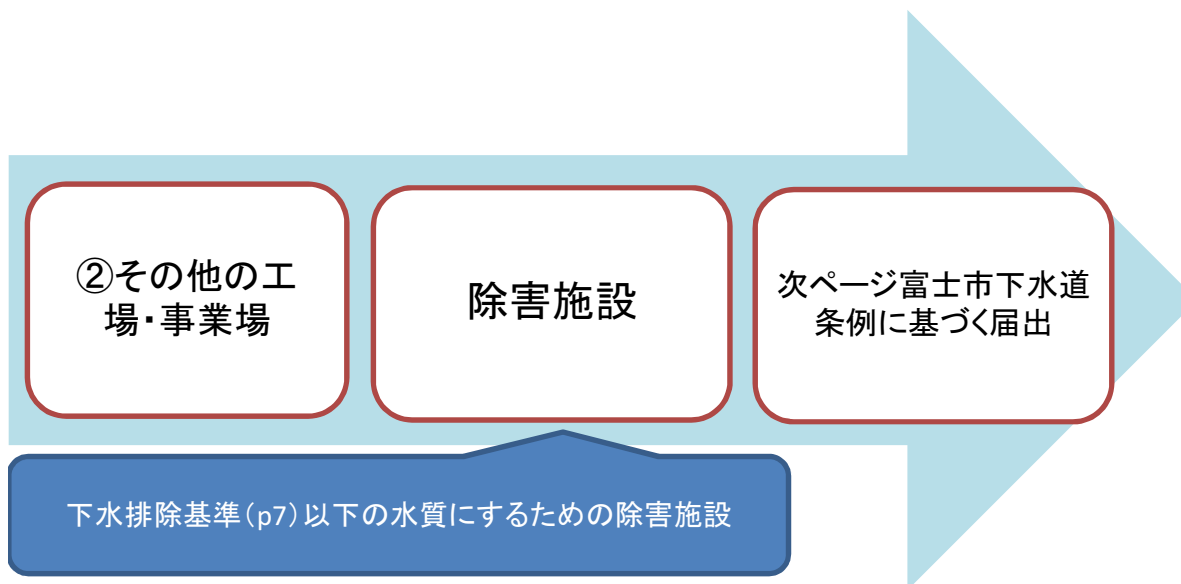 ②その他の工
場・事業場
除害施設
次ページ富士市下水道
条例に基づく届出
下水排除基準（p7）以下の水質にするための除害施設